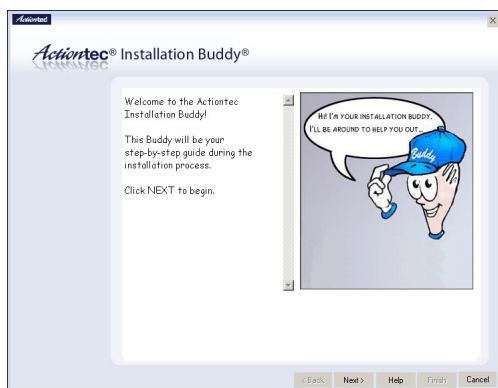 Actiontec
X
Actiontec® Installation Buddy®
Welcome to the Actiontec
Installation Buddy!
This Buddy will be your
step-by-step guide during the
installation process.
Click NEXT to begin.
HI! I'M YOUR INSTALLATION BUDDY,
I'LL BE AROUND TO HELP YOU OUT...
Buddy
< Back Next > Help Finish Cancel